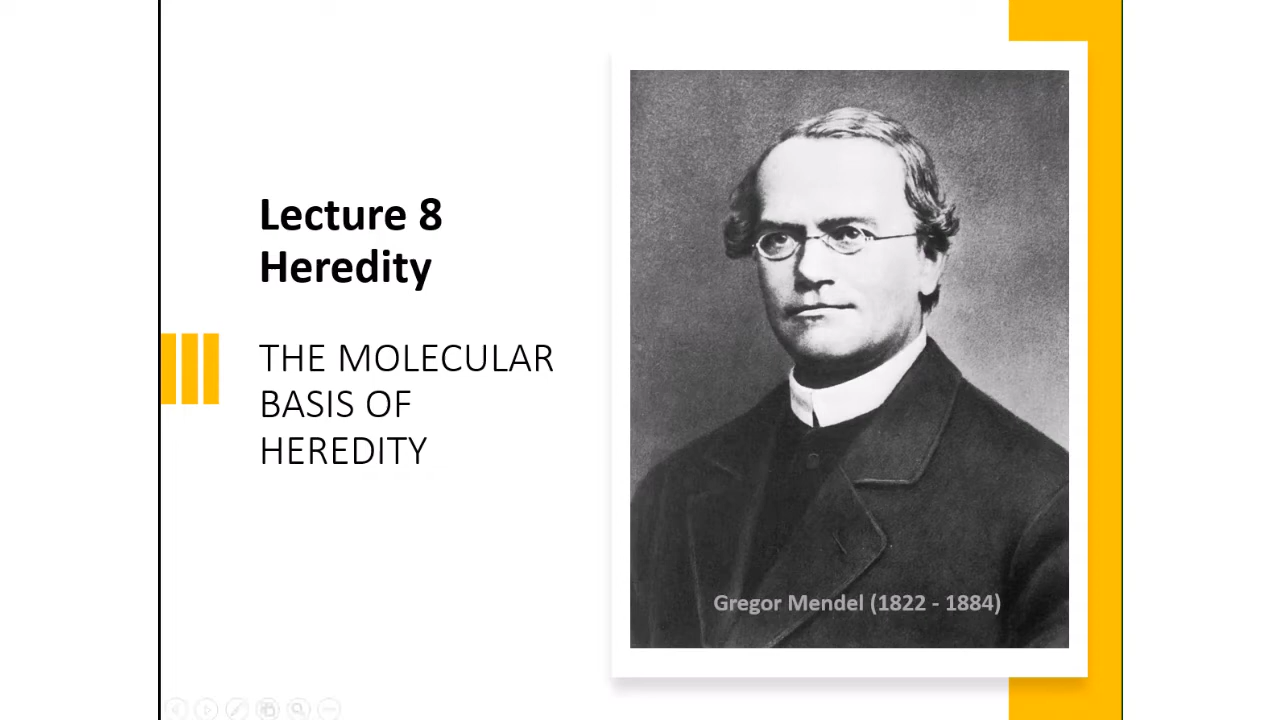 Lecture 8
Heredity
THE MOLECULAR
BASIS OF
HEREDITY
Gregor Mendel (1822 - 1884)